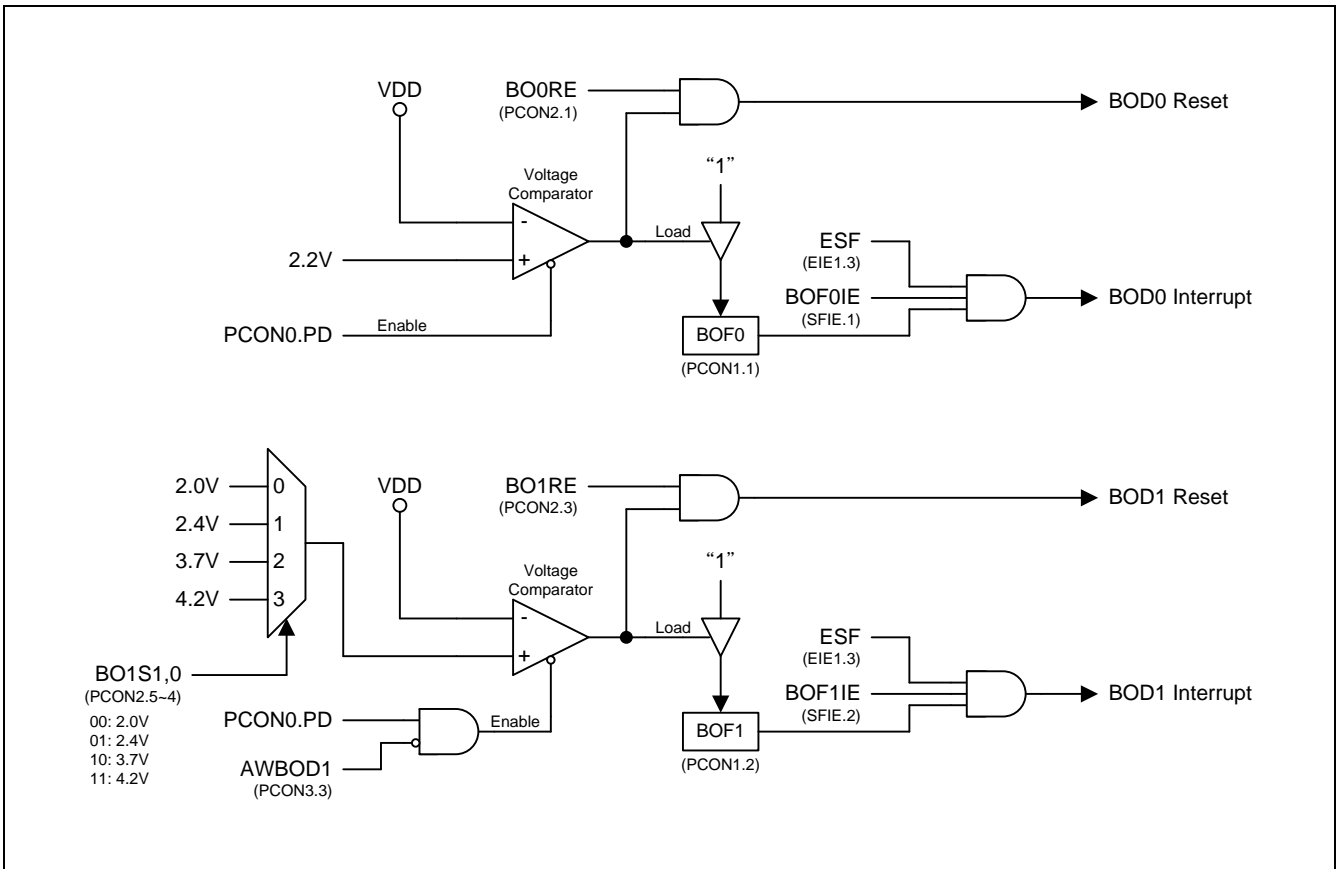 VDD
BO0RE
(PCON2.1)
BOD0 Reset
Voltage
Comparator
-
+
2.2V
PCON0.PD
Enable
Load
“1”
BOF0
(PCON1.1)
ESF
(EIE1.3)
BOF0IE
(SFIE.1)
BOD0 Interrupt
2.0V
0
2.4V
1
3.7V
2
4.2V
3
BO1S1,0
(PCON2.5~4)
00: 2.0V
01: 2.4V
10: 3.7V
11: 4.2V
VDD
BO1RE
(PCON2.3)
BOD1 Reset
Voltage
Comparator
-
+
PCON0.PD
AWBOD1
(PCON3.3)
Enable
Load
“1”
BOF1
(PCON1.2)
ESF
(EIE1.3)
BOF1IE
(SFIE.2)
BOD1 Interrupt